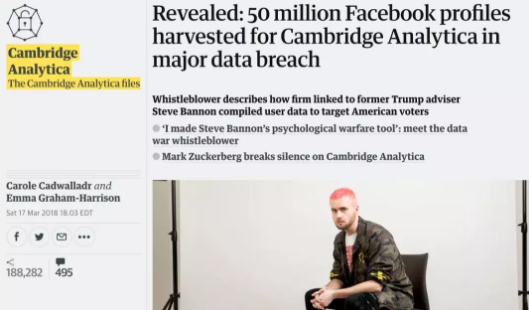 Cambridge
Analytica
The Cambridge Analytica files
Revealed: 50 million Facebook profiles
harvested for Cambridge Analytica in
major data breach
Whistleblower describes how firm linked to former Trump adviser
Steve Bannon compiled user data to target American voters
‘I made Steve Bannon’s psychological warfare tool’: meet the data
war whistleblower
Mark Zuckerberg breaks silence on Cambridge Analytica
Carole Cadwalladr and
Emma Graham-Harrison
Sat 17 Mar 2018 18.03 EDT
188,282 495